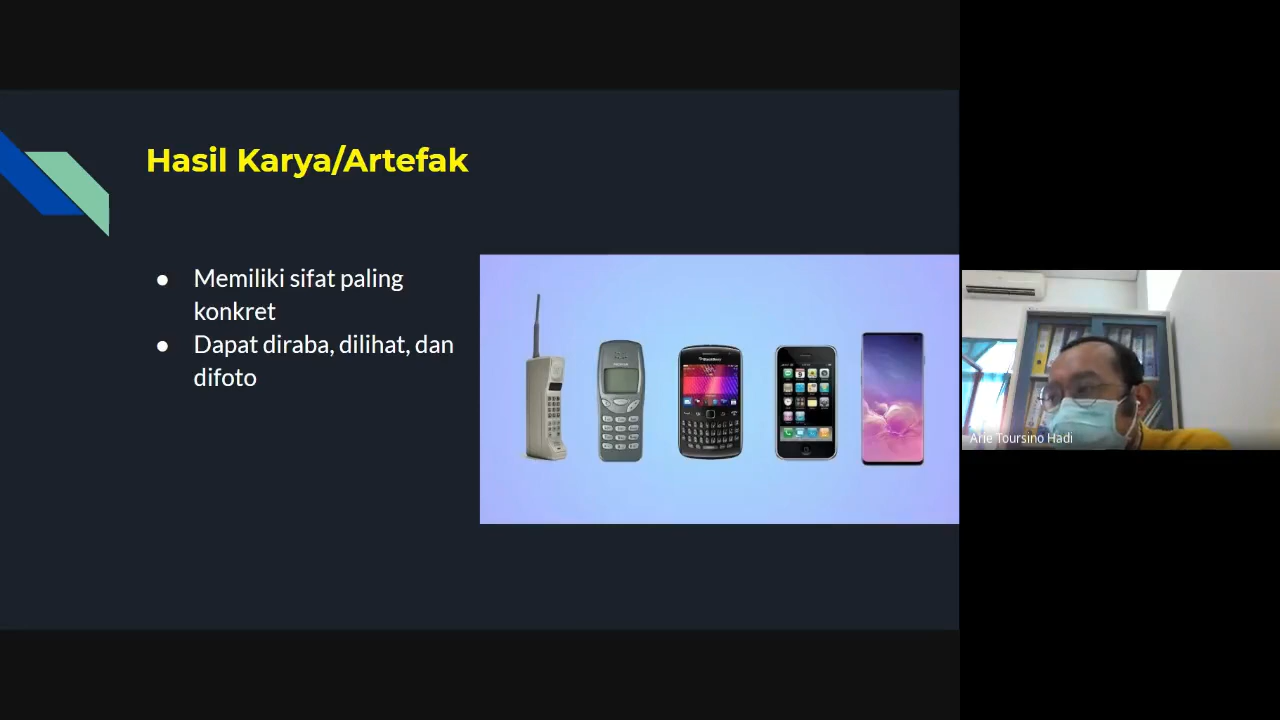 Hasil Karya/Artefak
● Memiliki sifat paling
konkret
● Dapat diraba, dilihat, dan
difoto
Arie Toursino Hadi